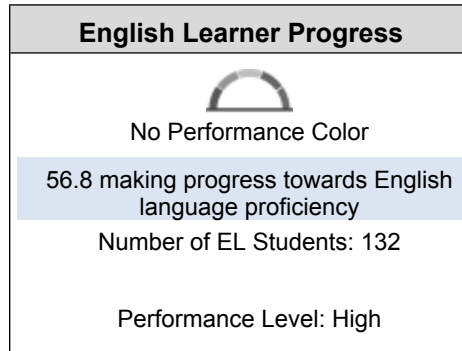 English Learner Progress
No Performance Color
56.8 making progress towards English
language proficiency
Number of EL Students: 132
Performance Level: High